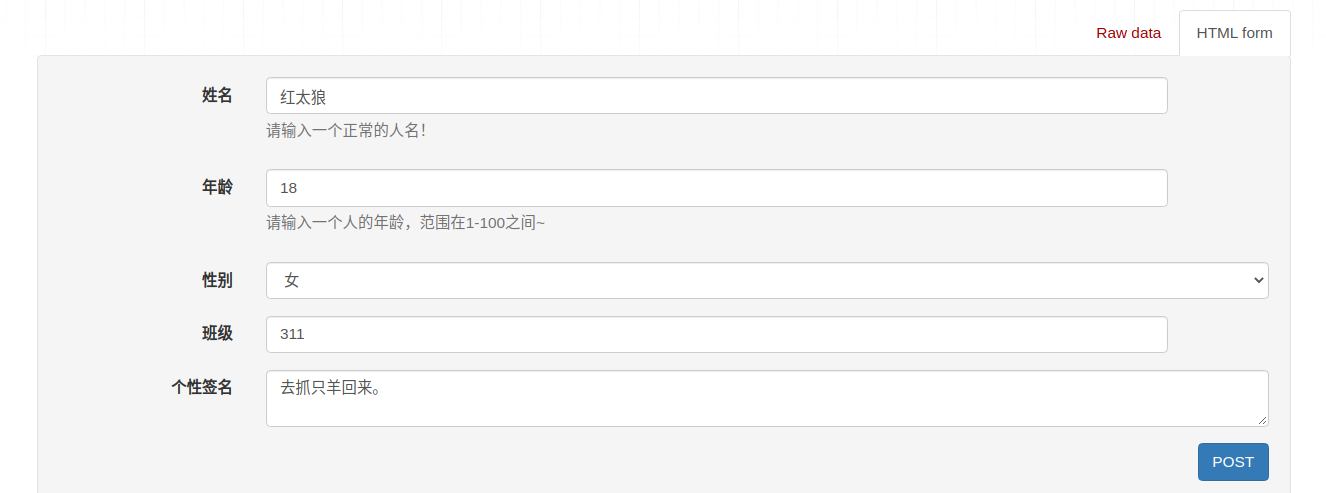 Raw data
HTML form
姓名
红太狼
请输入一个正常的人名！
年龄
18
请输入一个人的年龄，范围在1-100之间~
性别
女
班级
311
个性签名
去抓只羊回来。
POST